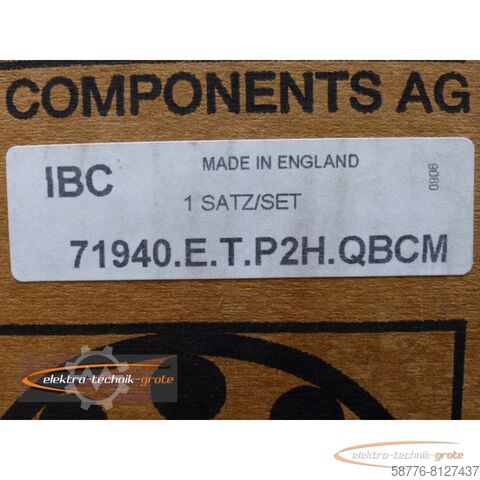 COMPONENTS AG
IBC
MADE IN ENGLAND
0806
1 SATZ/SET
71940.E.T.P2H.QBCM
elektro-technik-grote
elektro-technik-grote
58776-8127437